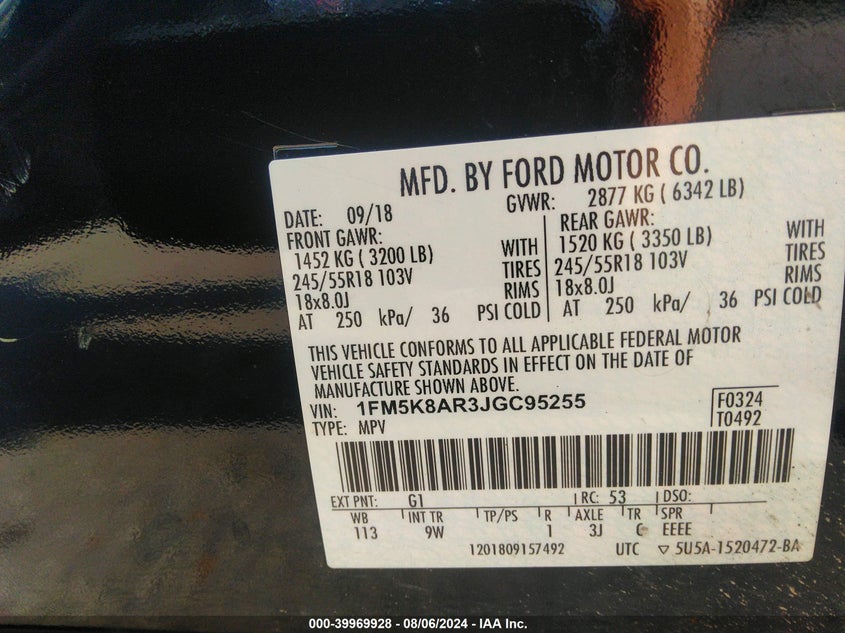 MFD. BY FORD MOTOR CO.
DATE: 09/18 GVWR: 2877 KG ( 6342 LB)
FRONT GAWR: REAR GAWR:
1452 KG ( 3200 LB) WITH 1520 KG ( 3350 LB) WITH
245/55R18 103V TIRES 245/55R18 103V TIRES
18x8.0J RIMS 18x8.0J RIMS
AT 250 kPa/ 36 PSI COLD AT 250 kPa/ 36 PSI COLD
THIS VEHICLE CONFORMS TO ALL APPLICABLE FEDERAL MOTOR
VEHICLE SAFETY STANDARDS IN EFFECT ON THE DATE OF
MANUFACTURE SHOWN ABOVE.
VIN: 1FM5K8AR3JGC95255 F0324
TYPE: MPV T0492
EXT PNT: G1 RC: 53 DSO:
WB INT TR TP/PS R AXLE TR SPR
113 9W 1 3J EEEE
1201809157492 UTC ▽ 5U5A-1520472-BA
000-39969928 - 08/06/2024 - IAA Inc.